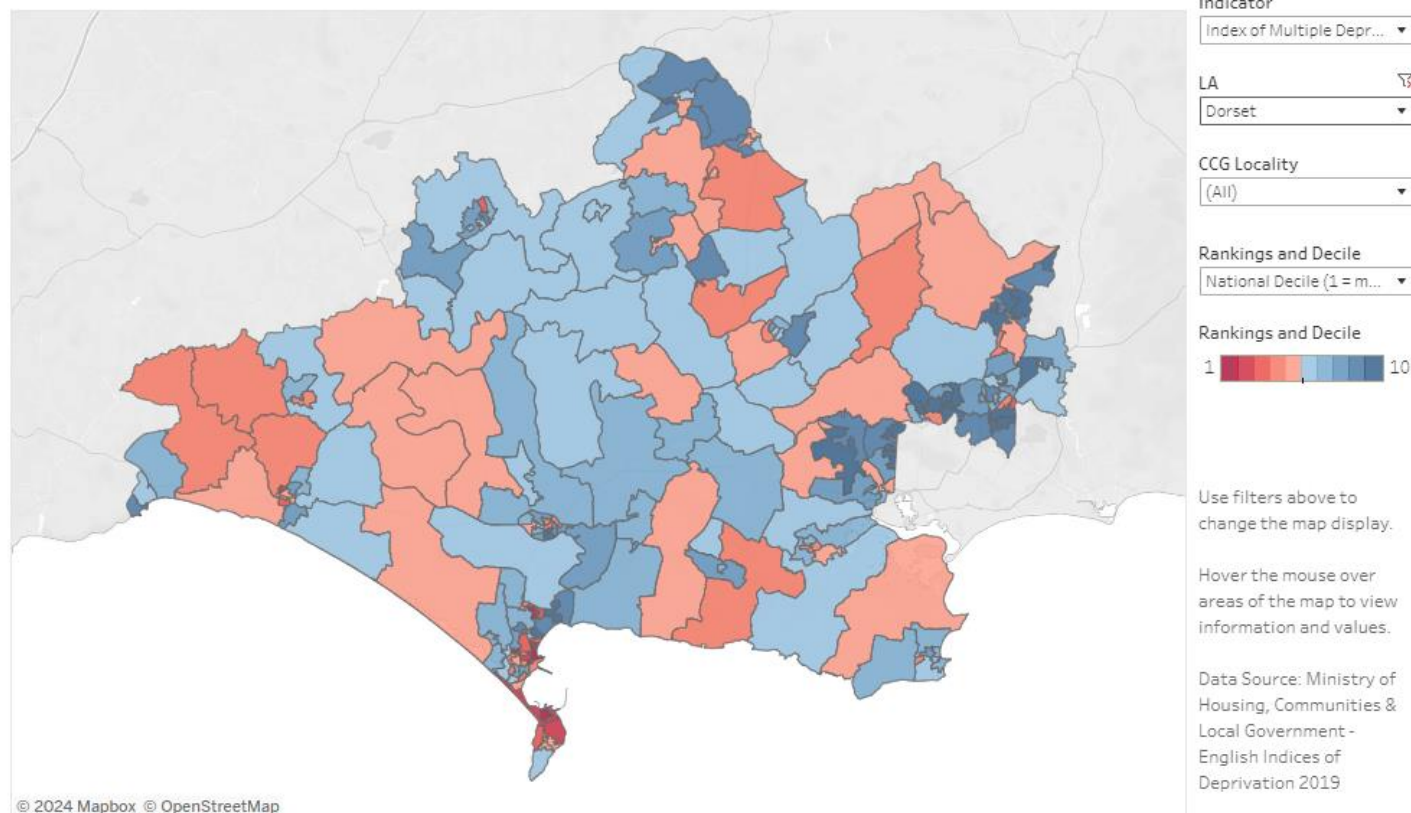 Indicator
Index of Multiple Depr...
LA
Dorset
CCG Locality
(All)
Rankings and Decile
National Decile (1 = m...
Rankings and Decile
1 10
Use filters above to
change the map display.
Hover the mouse over
areas of the map to view
information and values.
Data Source: Ministry of
Housing, Communities &
Local Government -
English Indices of
Deprivation 2019
© 2024 Mapbox © OpenStreetMap